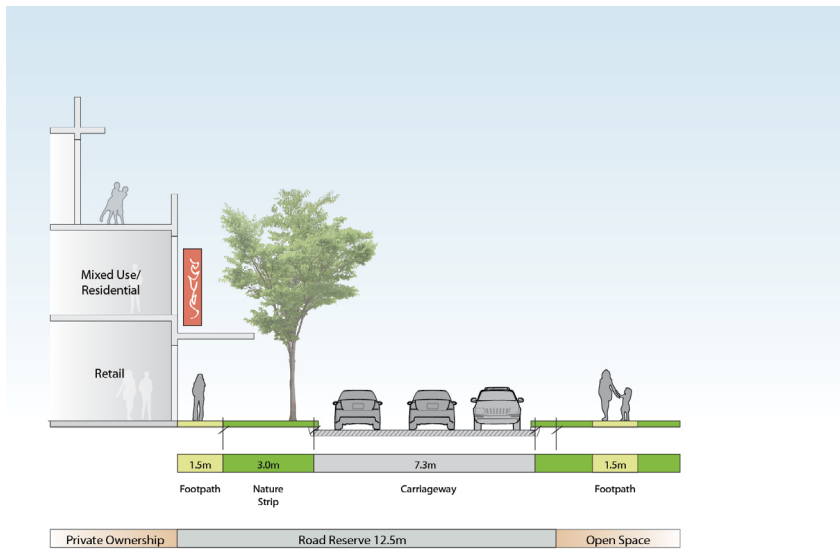 Mixed Use/
Residential
Retail
1.5m
3.0m
7.3m
1.5m
Footpath
Nature
Strip
Carriageway
Footpath
Private Ownership
Road Reserve 12.5m
Open Space